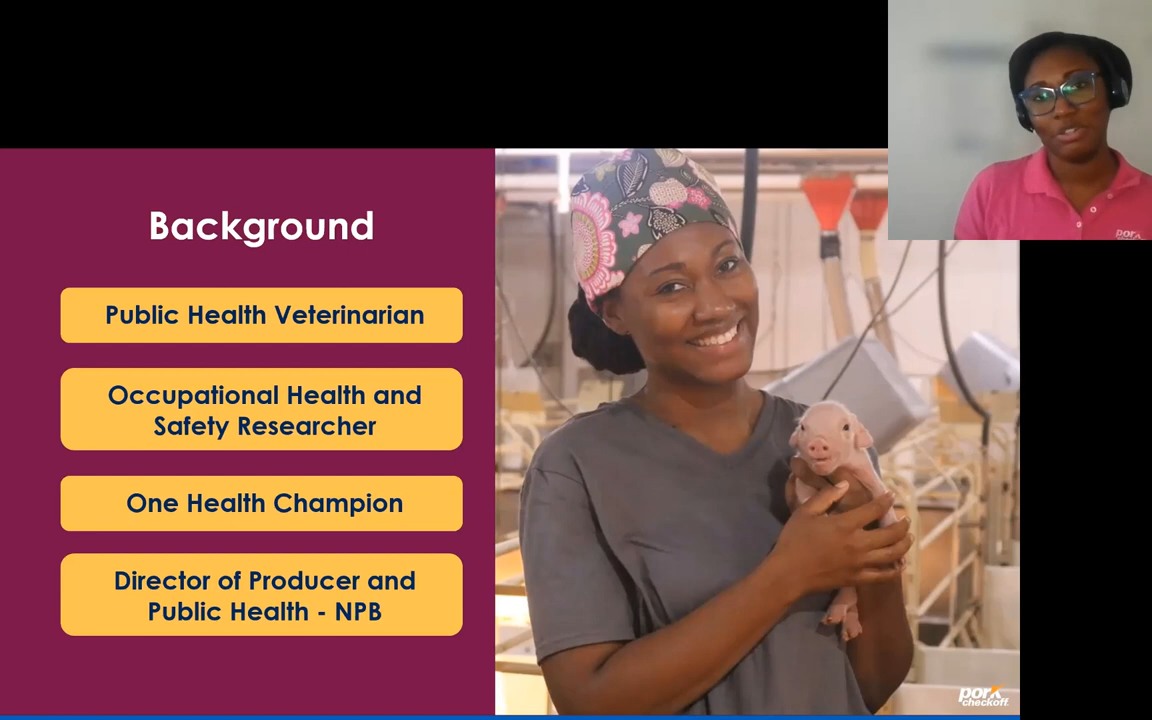 Background
Public Health Veterinarian
Occupational Health and
Safety Researcher
One Health Champion
Director of Producer and
Public Health - NPB
pork
checkoff
pork